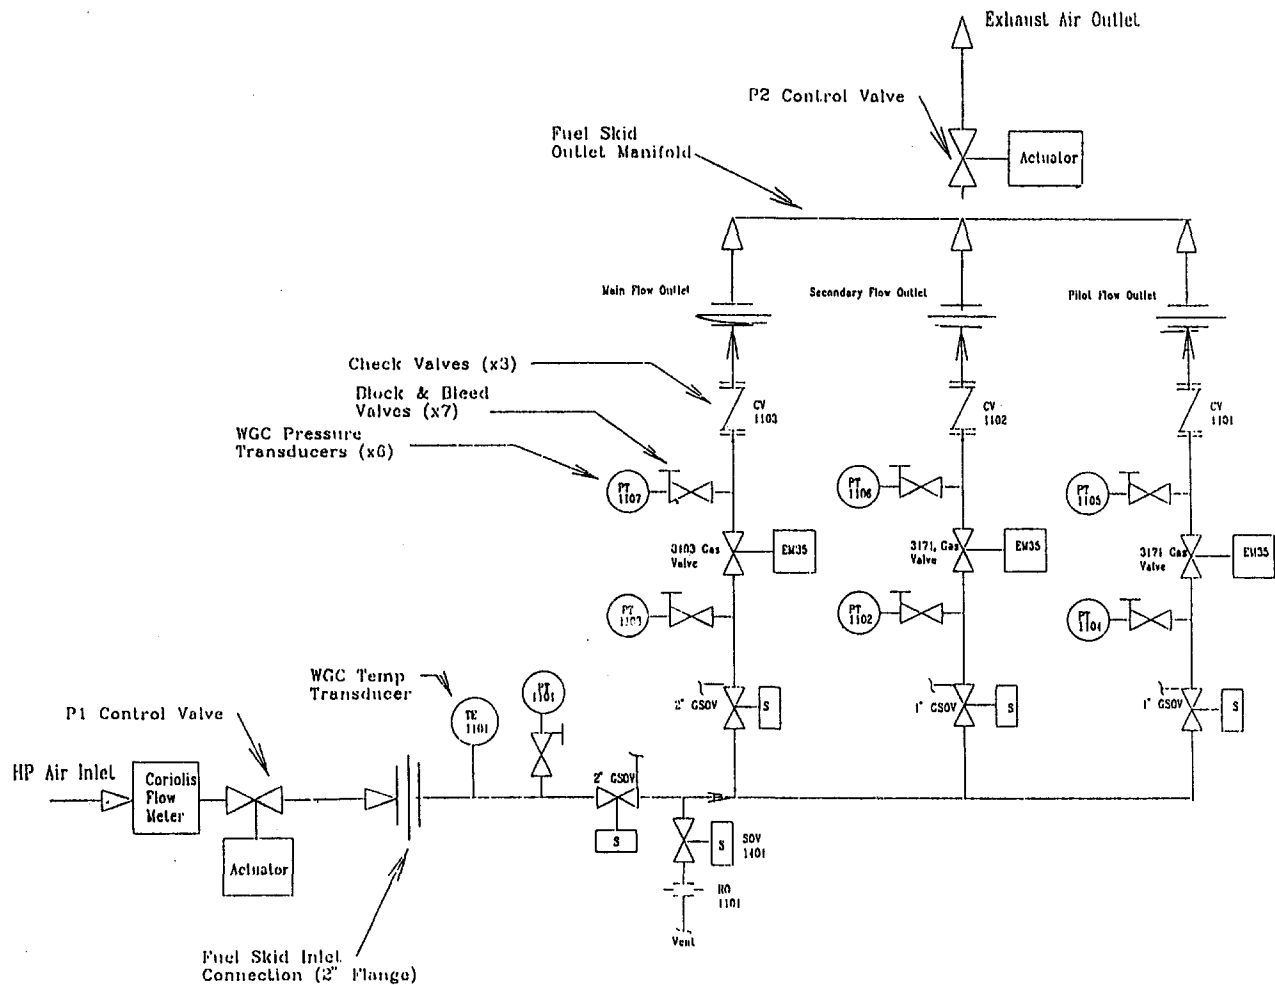 Exhaust Air Outlet
P2 Control Valve
Fuel Skid
Outlet Manifold
Actuator
Main Flow Outlet
Secondary Flow Outlet
Pilot Flow Outlet
Check Valves (x3)
Block & Bleed
Valves (x7)
WGC Pressure
Transducers (x6)
CV
1103
CV
1102
CV
1101
PT
1107
PT
1106
PT
1105
3103 Gas
Valve
EM35
3171, Gas
Valve
EM35
3171 Gas
Valve
EM35
PT
1103
PT
1102
PT
1104
WGC Temp
Transducer
PT
1101
TE
1101
2" GSOV
S
1" GSOV
S
1" GSOV
S
P1 Control Valve
HP Air Inlet
Coriolis
Flow
Meter
2" GSOV
S
Actuator
S
SOV
RO
1101
Vent
Fuel Skid Inlet
Connection (2" Flange)